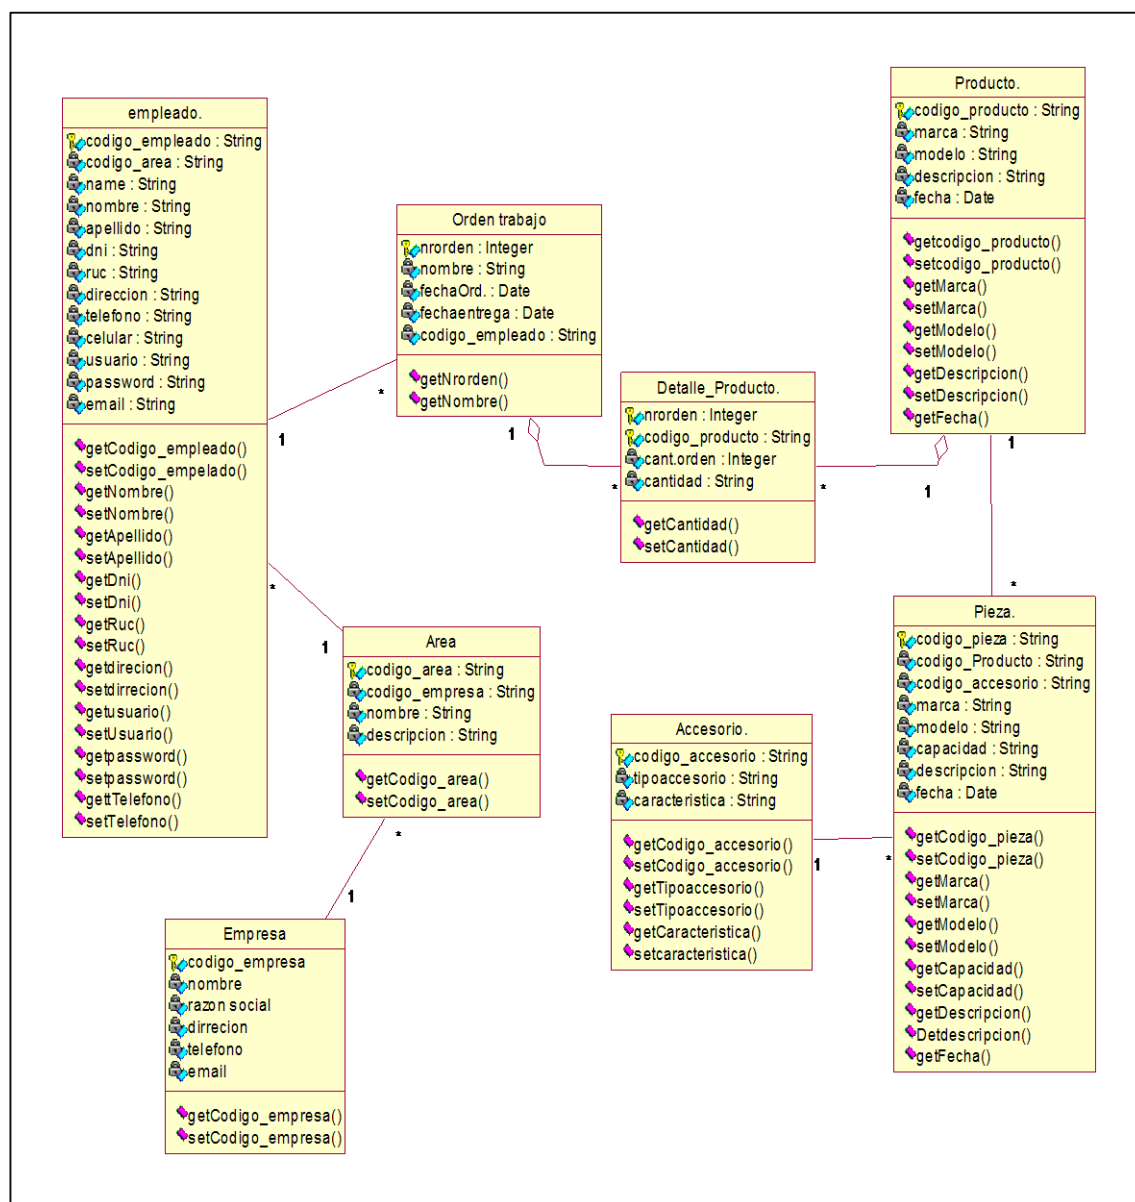 empleado.
codigo_empleado : String
codigo_area : String
name : String
nombre : String
apellido : String
dni : String
ruc : String
direccion : String
telefono : String
celular : String
usuario : String
password : String
email : String
getCodigo_empleado()
setCodigo_empelado()
getNombre()
setNombre()
getApellido()
setApellido()
getDni()
setDni()
getRuc()
setRuc()
getdirecion()
setdirrecion()
getusuario()
setUsuario()
getpassword()
setpassword()
gettTelefono()
setTelefono()
1
*
*
1
Orden trabajo
nrorden : Integer
nombre : String
fechaOrd. : Date
fechaentrega : Date
codigo_empleado : String
getNrorden()
getNombre()
1
*
Detalle_Producto.
nrorden : Integer
codigo_producto : String
cant.orden : Integer
cantidad : String
getCantidad()
setCantidad()
*
1
Producto.
codigo_producto : String
marca : String
modelo : String
descripcion : String
fecha : Date
getcodigo_producto()
setcodigo_producto()
getMarca()
setMarca()
getModelo()
setModelo()
getDescripcion()
setDescripcion()
getFecha()
1
*
Area
codigo_area : String
codigo_empresa : String
nombre : String
descripcion : String
getCodigo_area()
setCodigo_area()
*
1
Empresa
codigo_empresa
nombre
razon social
dirrecion
telefono
email
getCodigo_empresa()
setCodigo_empresa()
Accesorio.
codigo_accesorio : String
tipoaccesorio : String
caracteristica : String
getCodigo_accesorio()
setCodigo_accesorio()
getTipoaccesorio()
setTipoaccesorio()
getCaracteristica()
setcaracteristica()
1
*
Pieza.
codigo_pieza : String
codigo_Producto : String
codigo_accesorio : String
marca : String
modelo : String
capacidad : String
descripcion : String
fecha : Date
getCodigo_pieza()
setCodigo_pieza()
getMarca()
setMarca()
getModelo()
setModelo()
getCapacidad()
setCapacidad()
getDescripcion()
Detdescripcion()
getFecha()